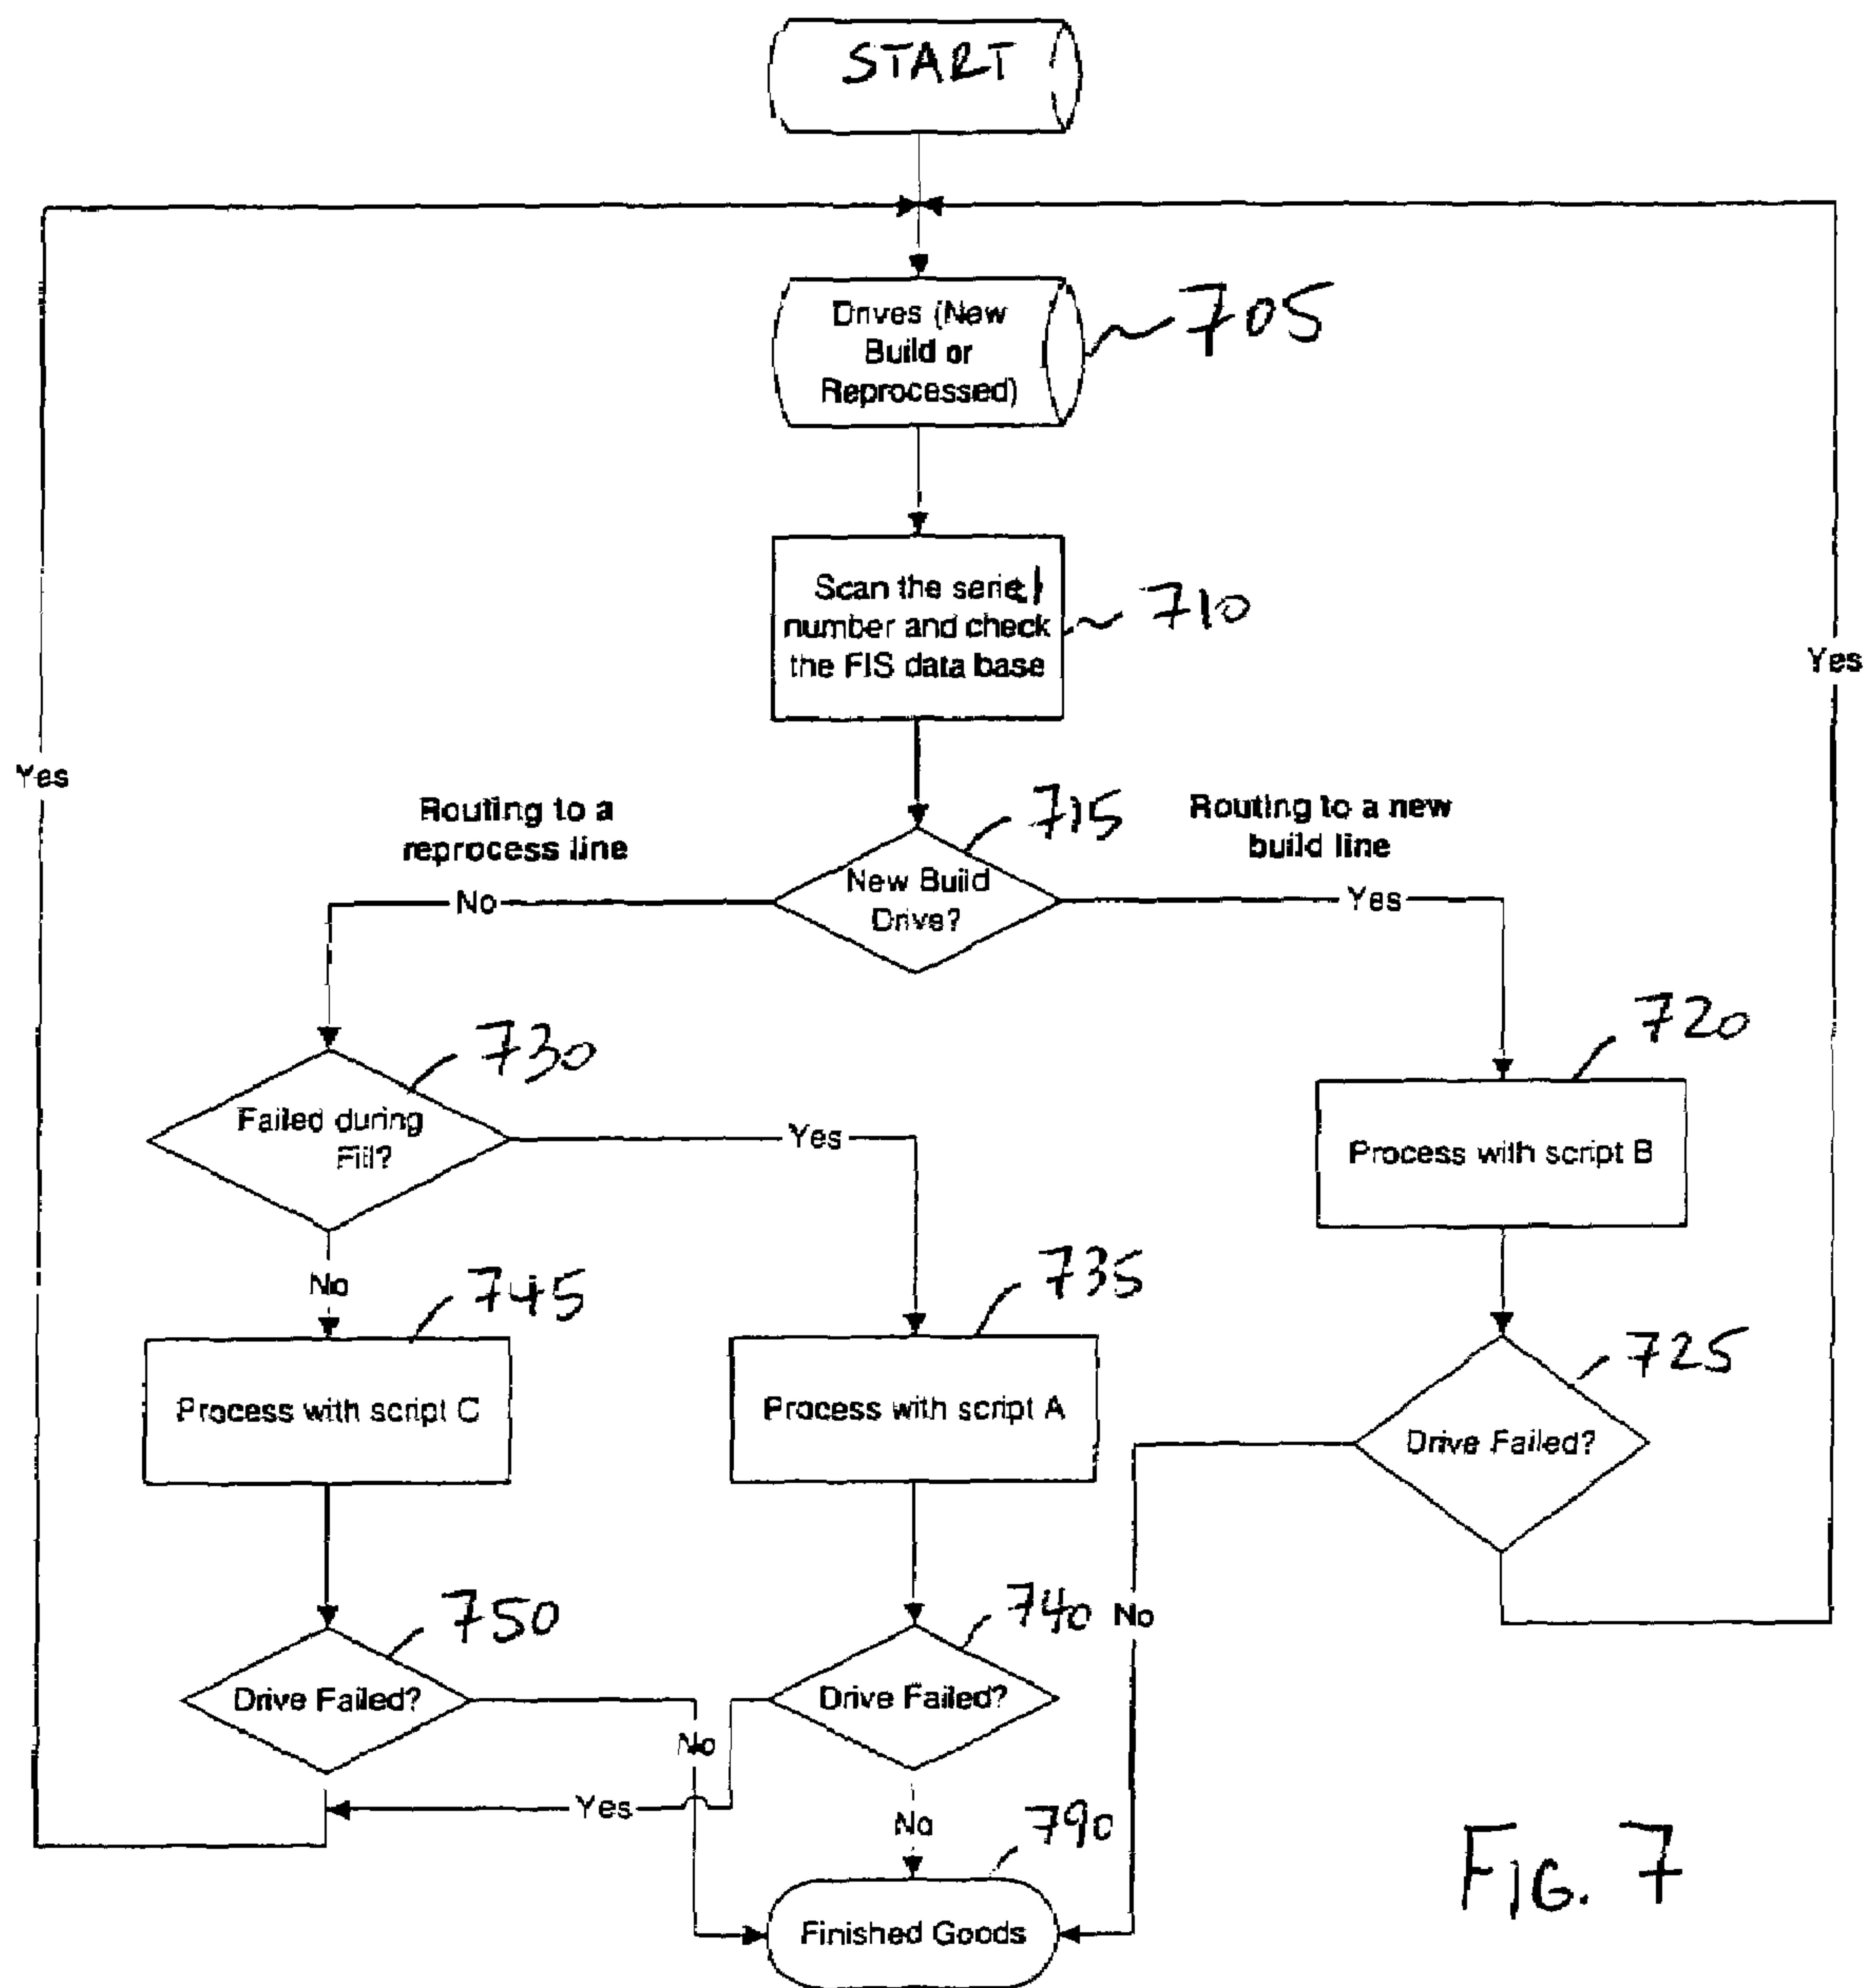 START
Drives (New
Build or
Reprocessed)
705
Scan the serial
number and check
the FIS data base
710
Yes
Yes
Routing to a
reprocess line
715
Routing to a new
build line
No
New Build
Drive?
Yes
730
720
Failed during
Fill?
Yes
Process with script B
No
745
735
725
Process with script C
Process with script A
Drive Failed?
750
740
No
Drive Failed?
Drive Failed?
No
Yes
No
790
Finished Goods
FIG. 7